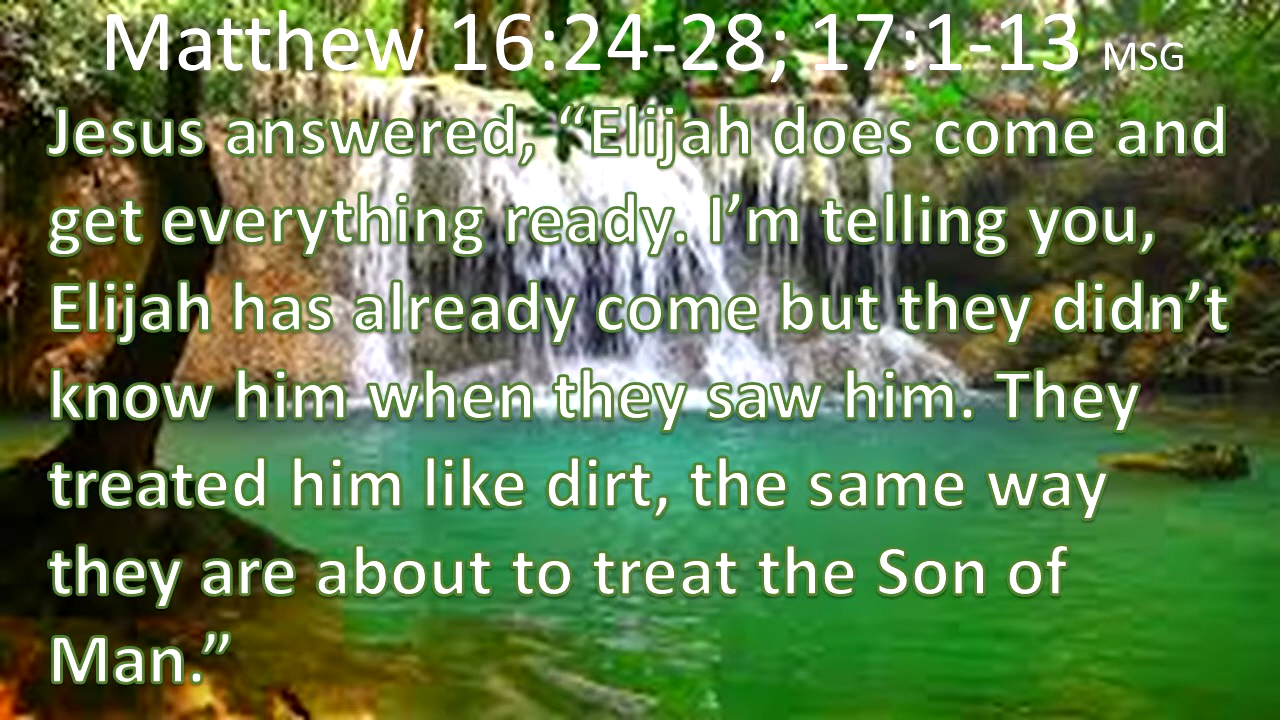 Matthew 16:24-28; 17:1-13 MSG
Jesus answered, “Elijah does come and
get everything ready. I’m telling you,
Elijah has already come but they didn’t
know him when they saw him. They
treated him like dirt, the same way
they are about to treat the Son of
Man.”